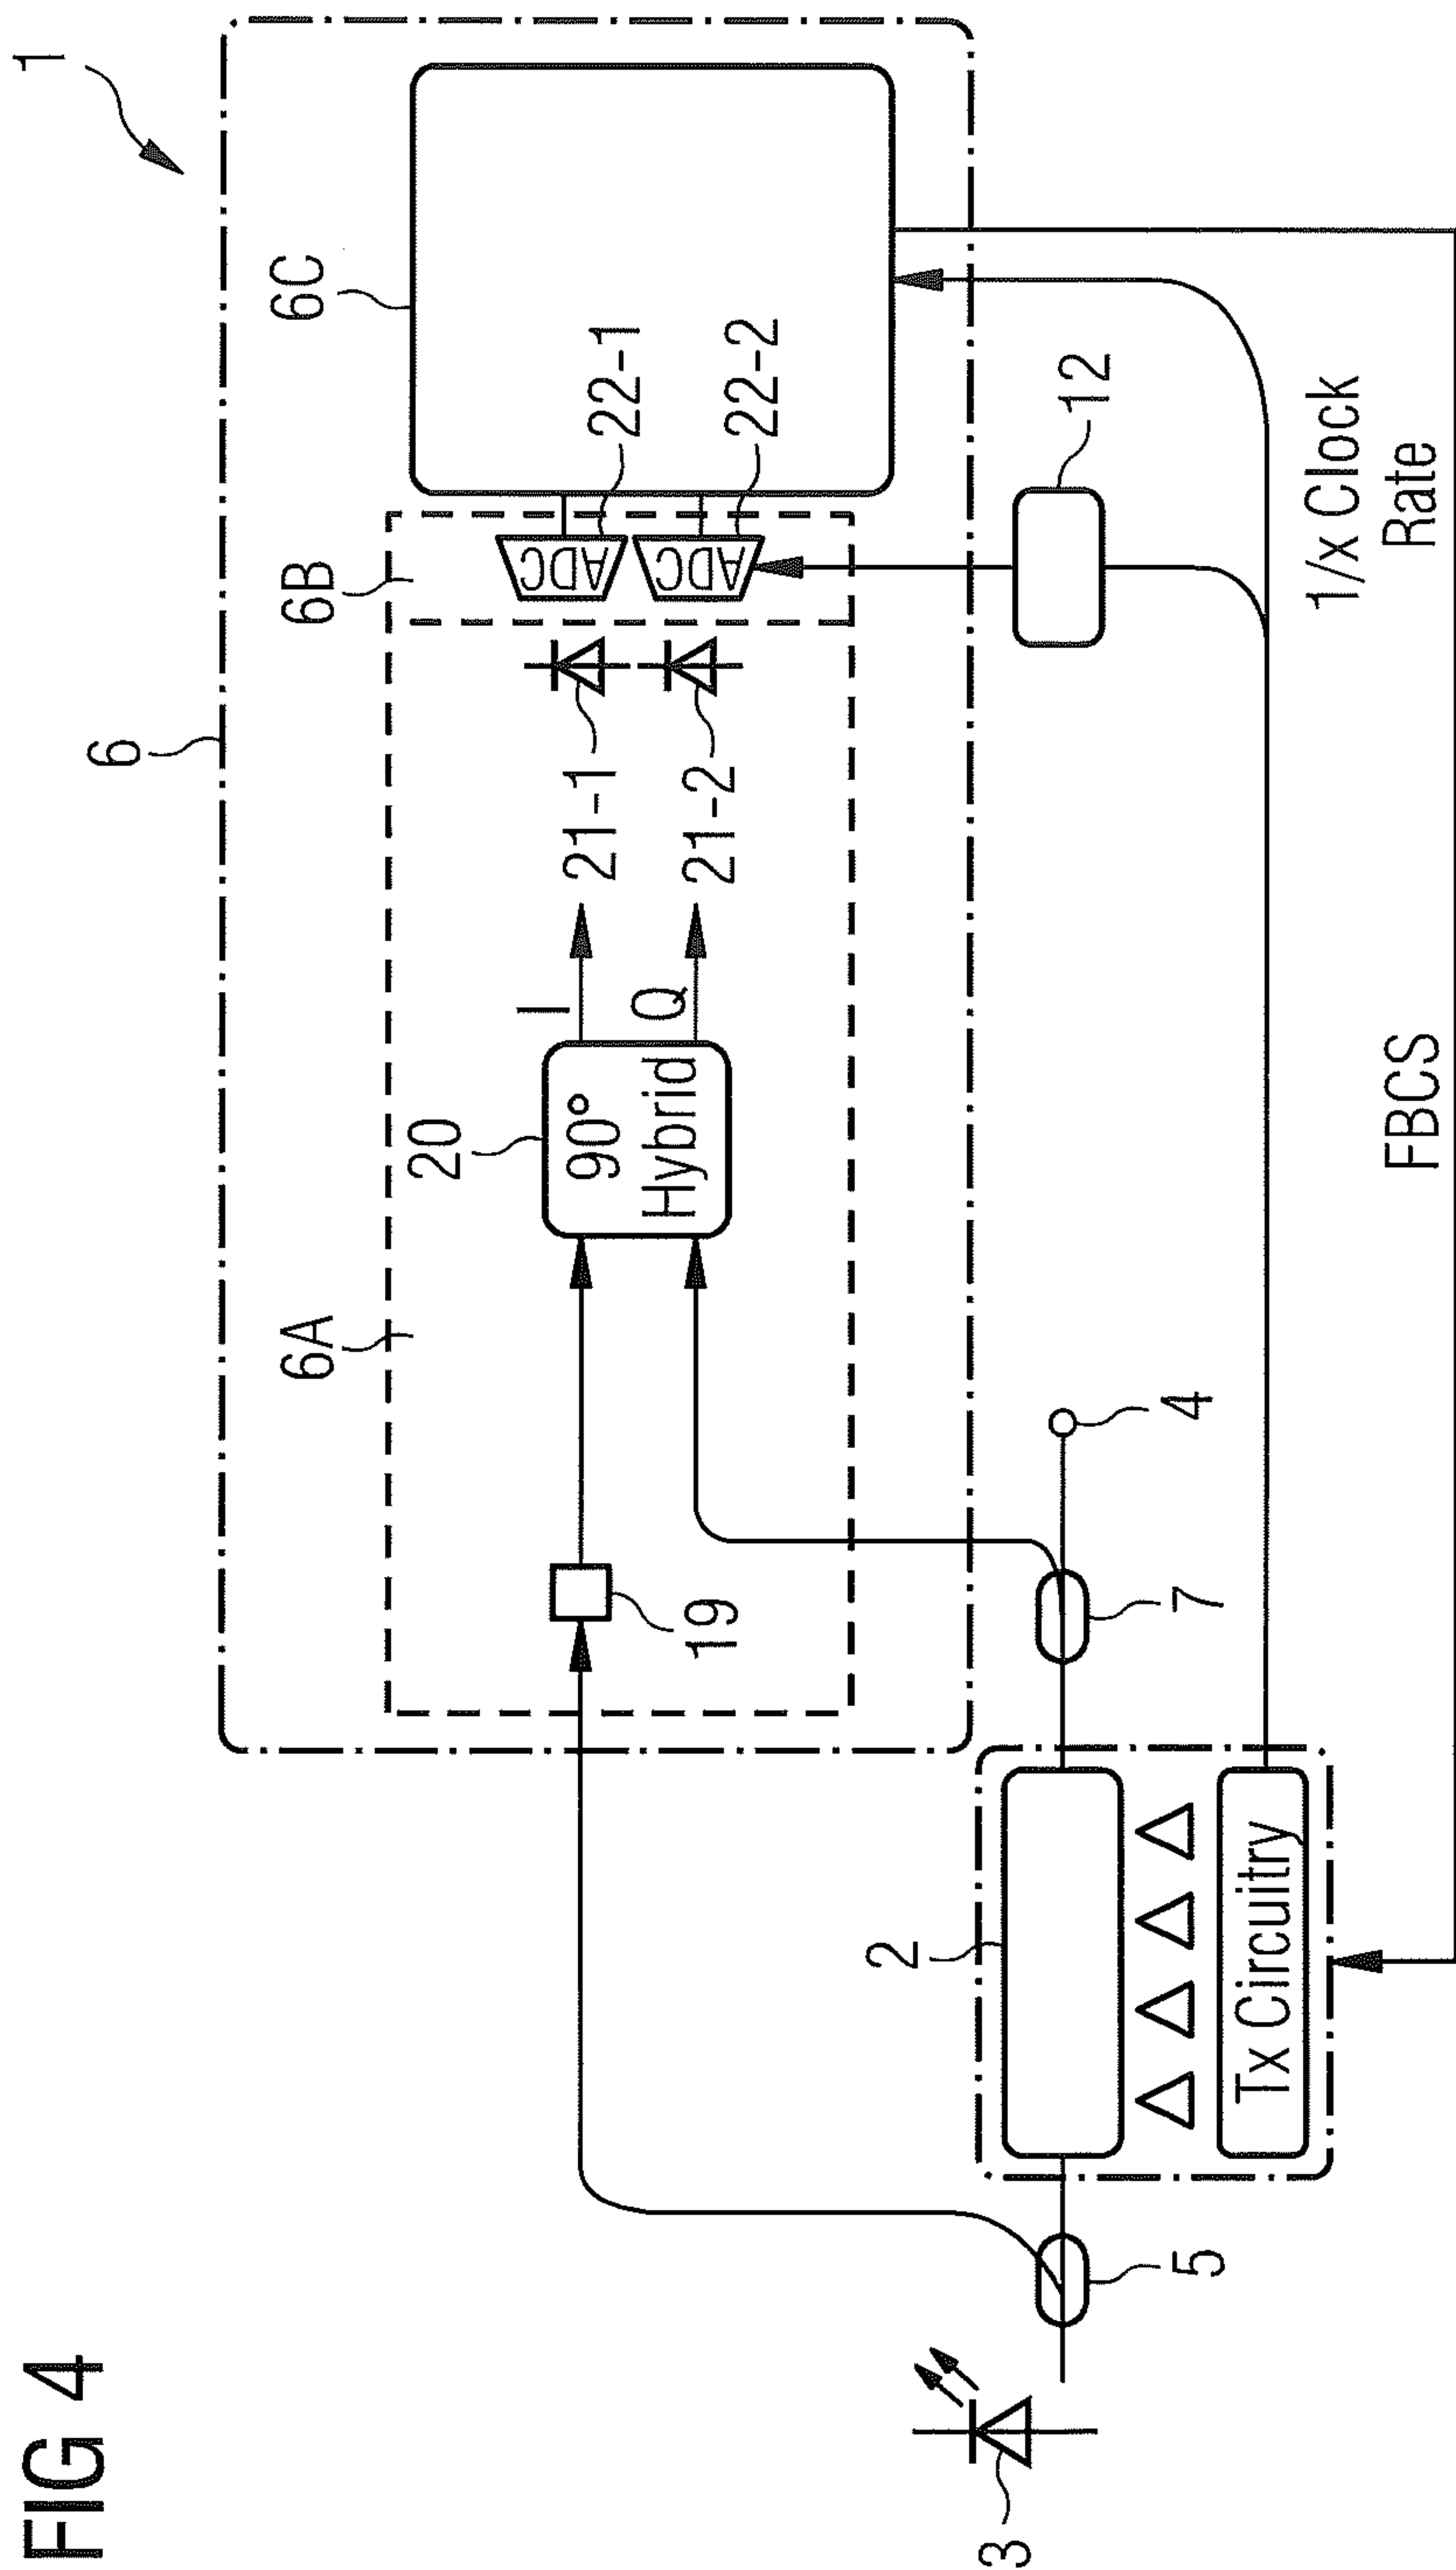 FIG 4
1
6
6A
6B
6C
20
90°
Hybrid
I
Q
21-1
21-2
ADC
ADC
22-1
22-2
19
12
1/x Clock
Rate
3
5
2
7
4
Tx Circuitry
FBCS